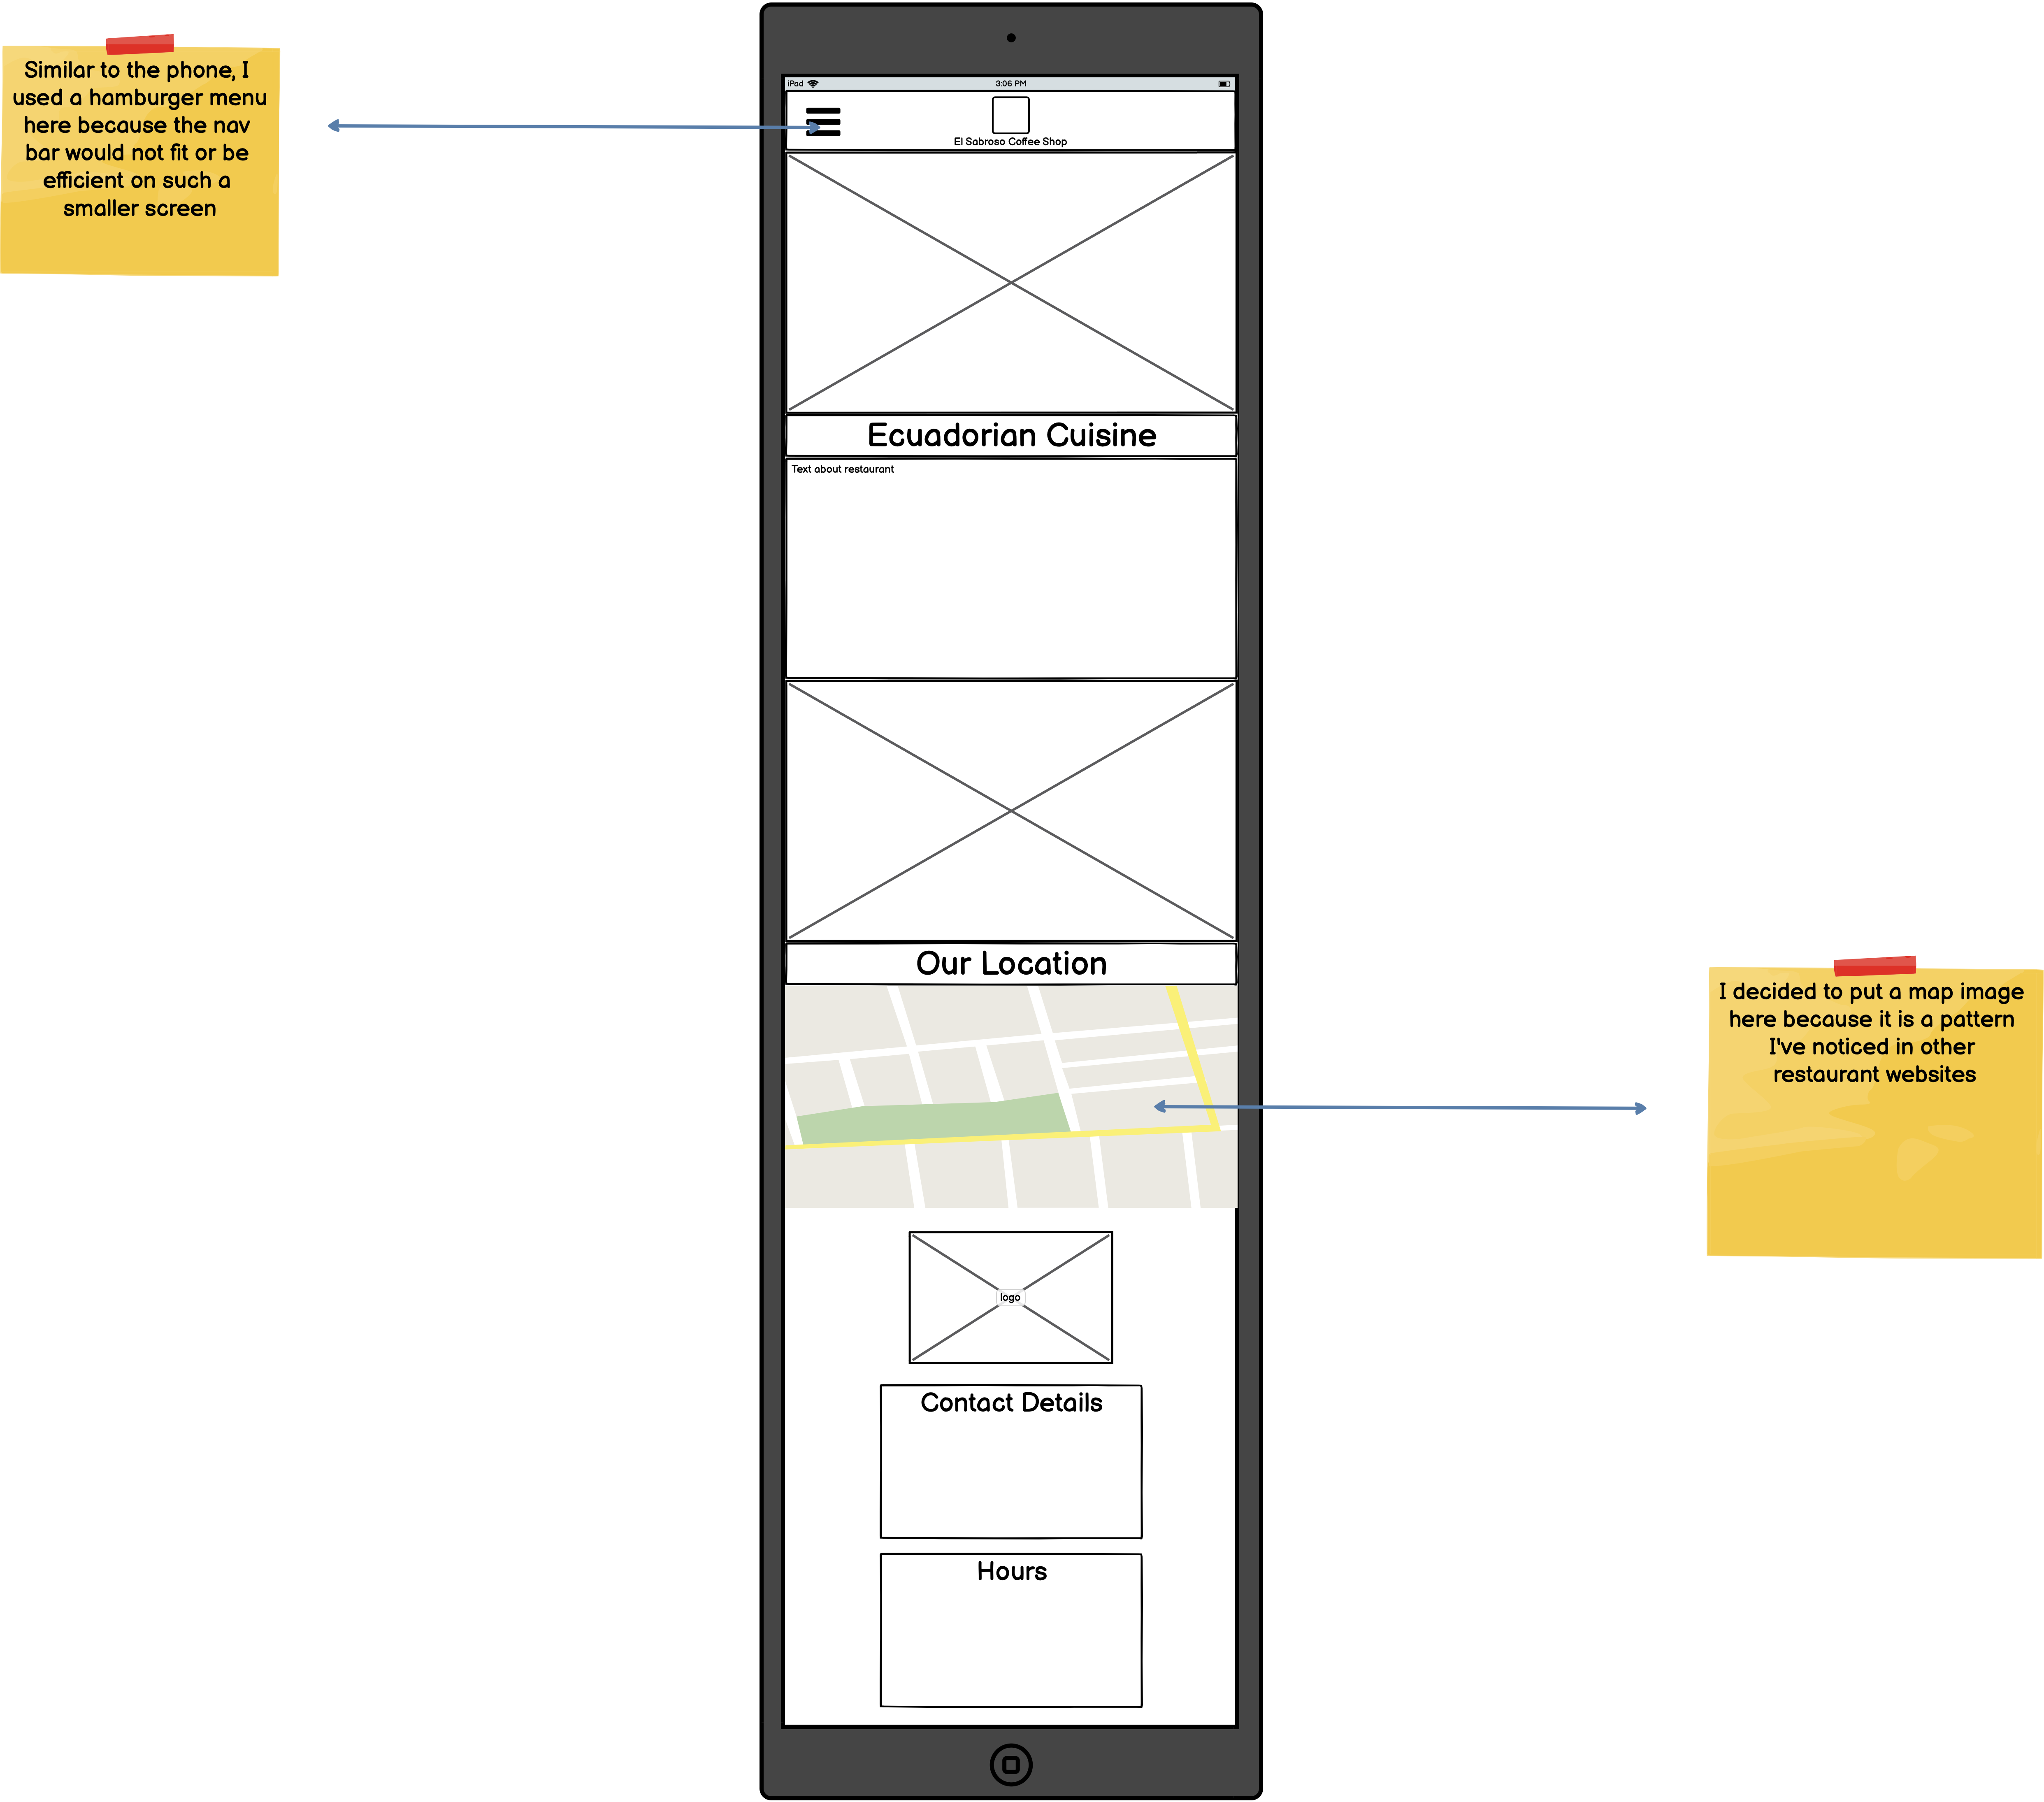 Similar to the phone, I
used a hamburger menu
here because the nav
bar would not fit or be
efficient on such a
smaller screen
iPad
3:06 PM
El Sabroso Coffee Shop
Ecuadorian Cuisine
Text about restaurant
Our Location
I decided to put a map image
here because it is a pattern
I've noticed in other
restaurant websites
logo
Contact Details
Hours